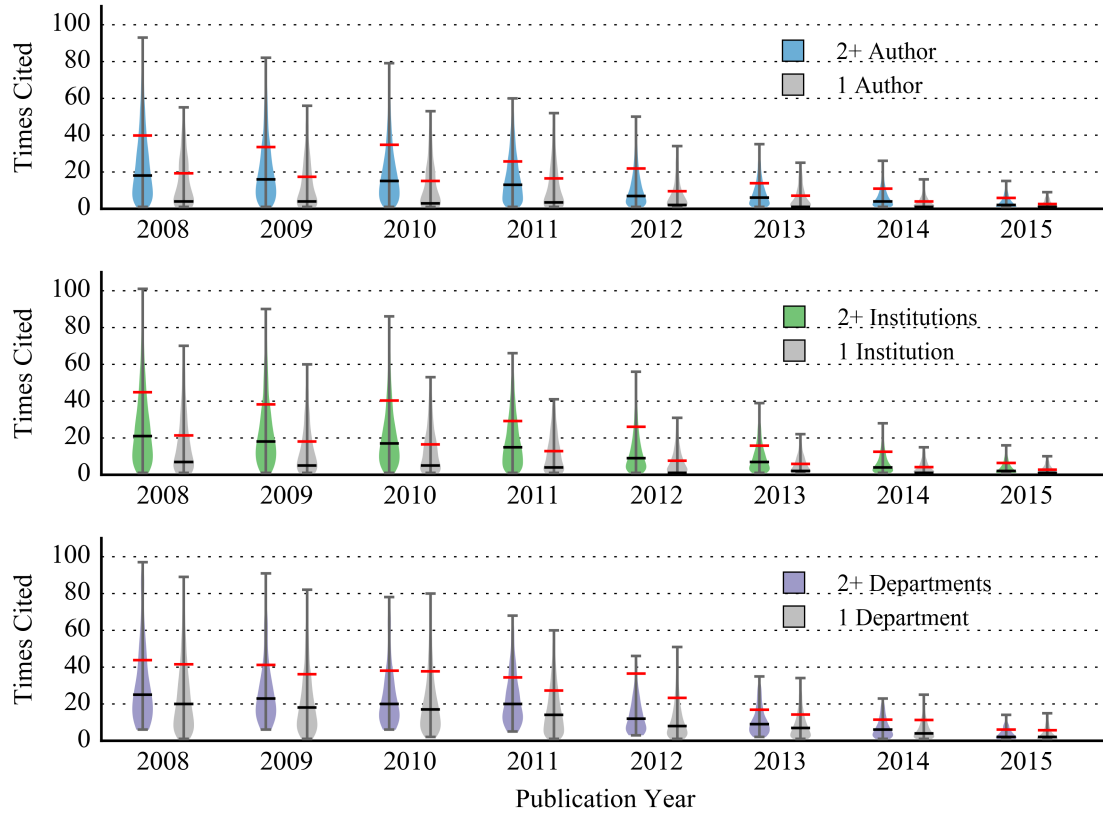 Times Cited
100
80
60
40
20
0
2+ Author
1 Author
2008 2009 2010 2011 2012 2013 2014 2015
Times Cited
100
80
60
40
20
0
2+ Institutions
1 Institution
2008 2009 2010 2011 2012 2013 2014 2015
Times Cited
100
80
60
40
20
0
2+ Departments
1 Department
2008 2009 2010 2011 2012 2013 2014 2015
Publication Year